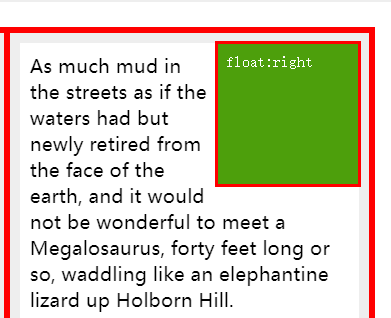 As much mud in
the streets as if the
waters had but
newly retired from
the face of the
earth, and it would
not be wonderful to meet a
Megalosaurus, forty feet long or
so, waddling like an elephantine
lizard up Holborn Hill.
float:right